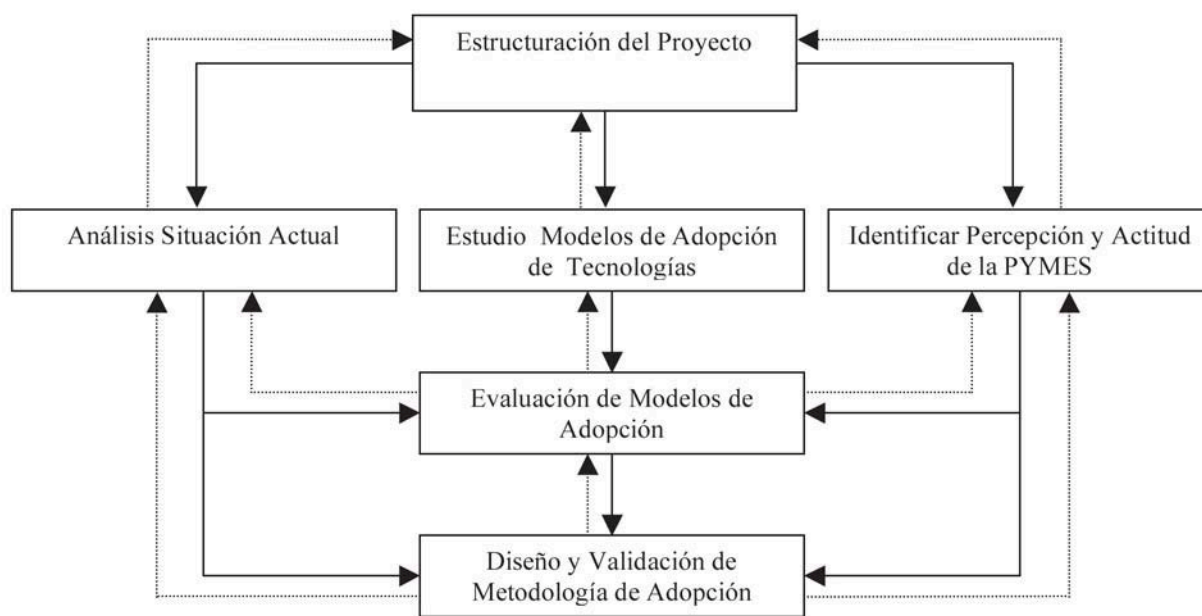 Estructuración del Proyecto
Análisis Situación Actual
Estudio Modelos de Adopción
de Tecnologías
Identificar Percepción y Actitud
de la PYMES
Evaluación de Modelos de
Adopción
Diseño y Validación de
Metodología de Adopción